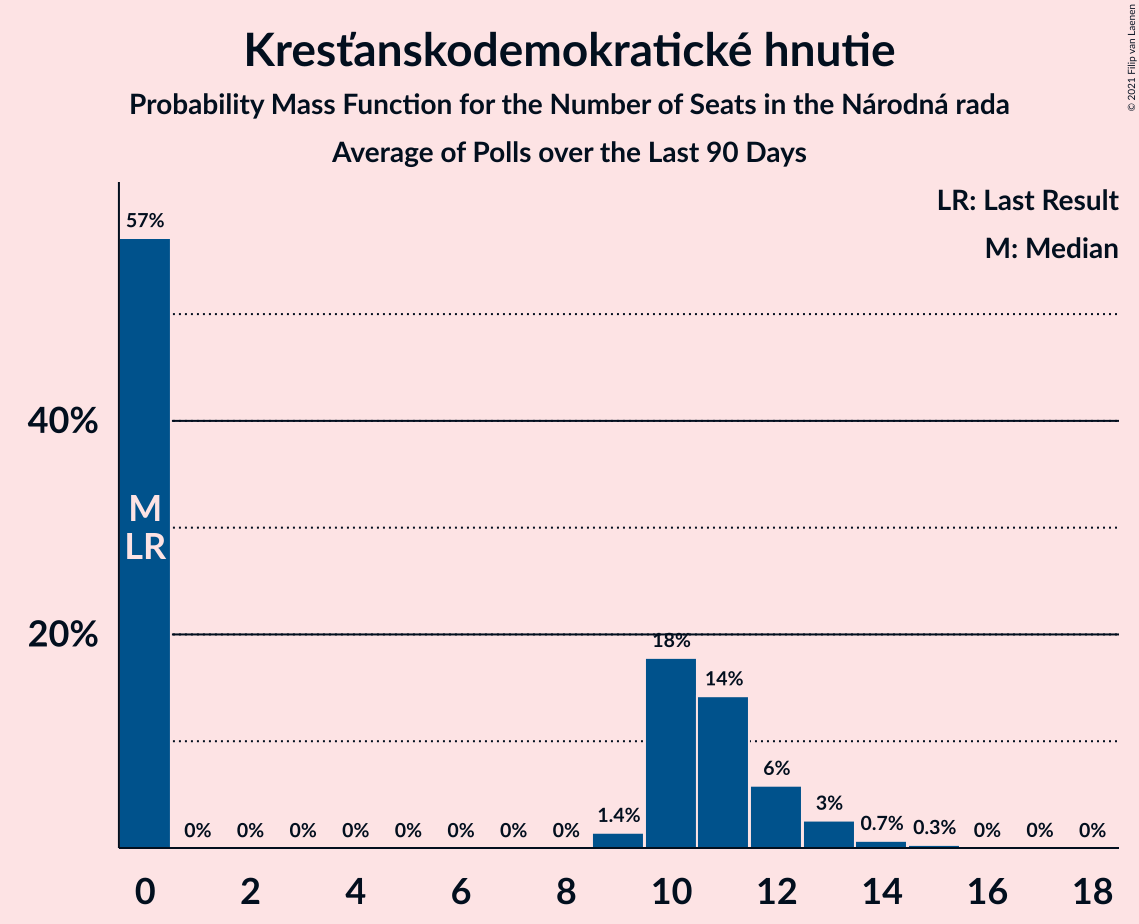 Kresťanskodemokratické hnutie
Probability Mass Function for the Number of Seats in the Národná rada
Average of Polls over the Last 90 Days
© 2021 Filip van Laenen
LR: Last Result
M: Median
57%
40%
M
LR
20%
18%
14%
6%
3%
1.4%
0.7%
0.3%
0% 0% 0% 0% 0% 0% 0% 0% 0% 0% 0%
0 2 4 6 8 10 12 14 16 18